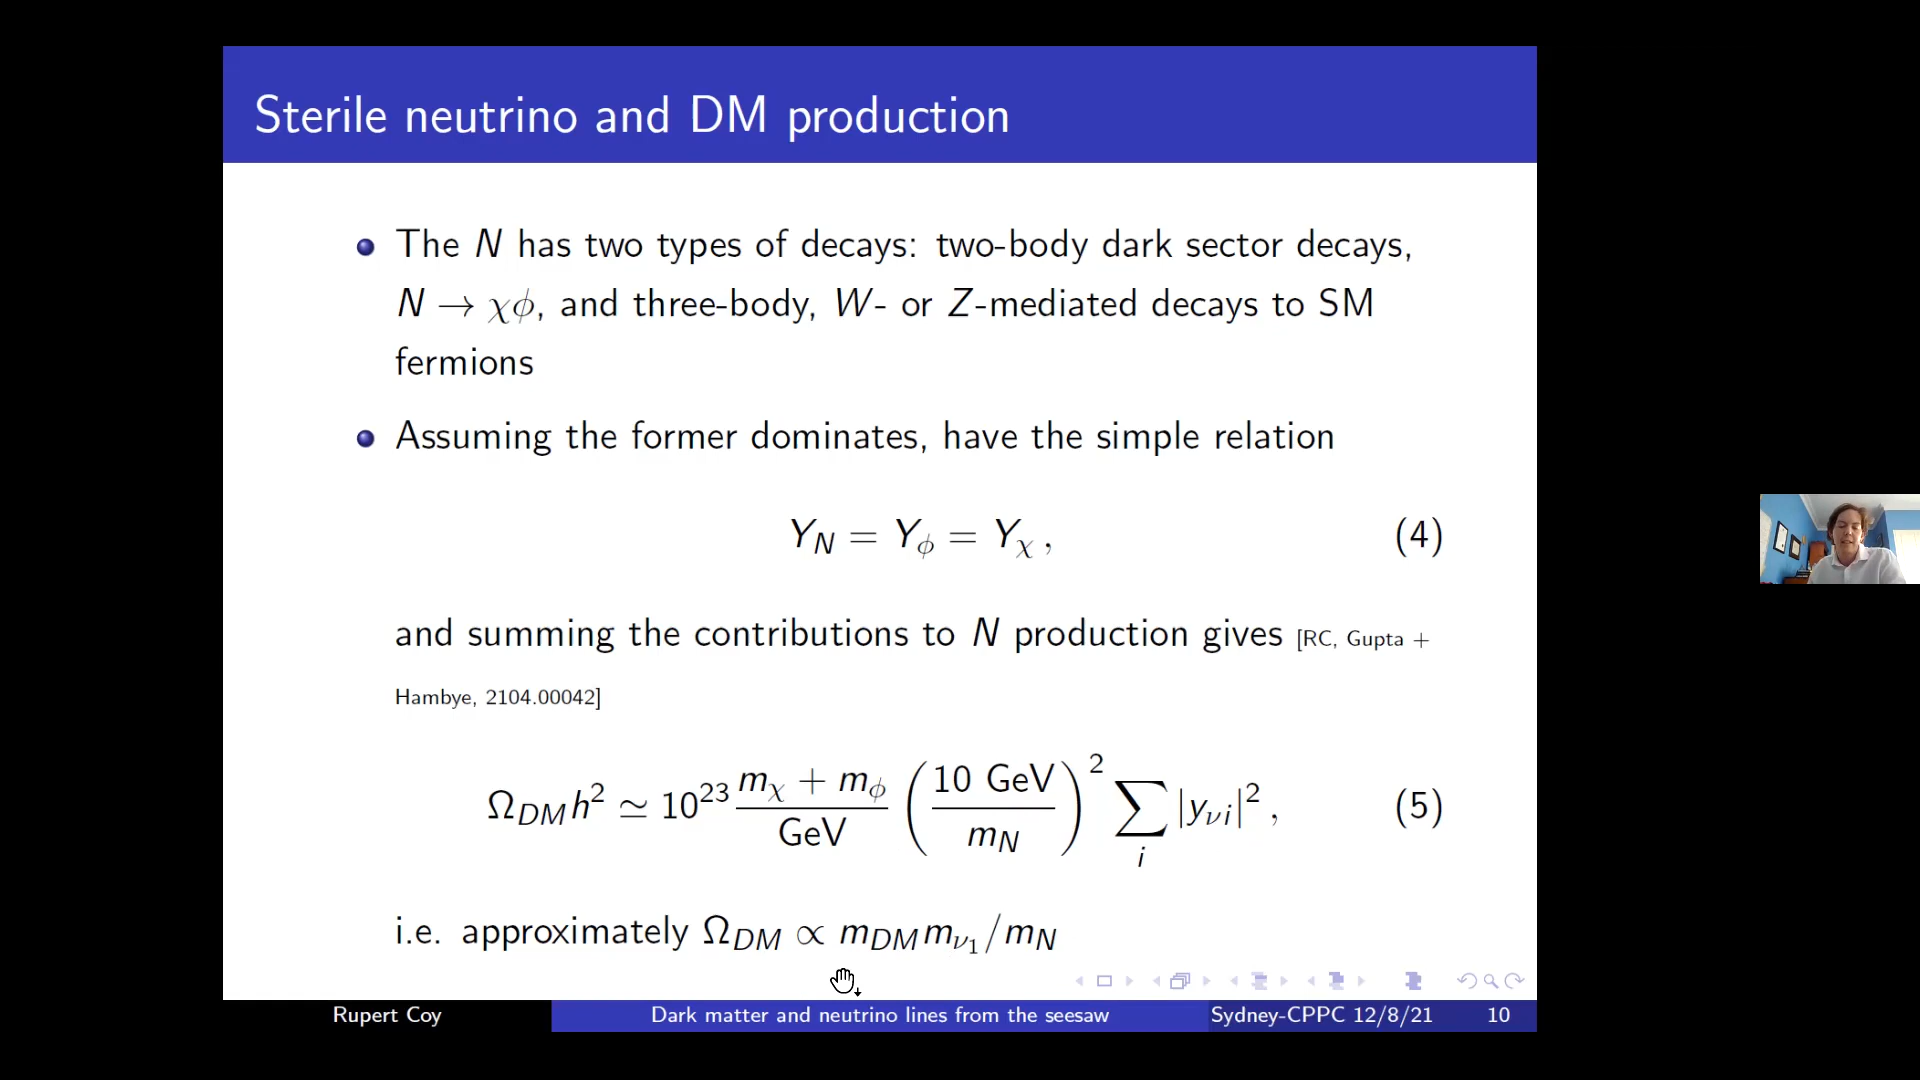 Sterile neutrino and DM production
The N has two types of decays: two-body dark sector decays,
N → χϕ, and three-body, W- or Z-mediated decays to SM
fermions
Assuming the former dominates, have the simple relation
Y_N = Y_ϕ = Y_χ , (4)
and summing the contributions to N production gives [RC, Gupta +
Hambye, 2104.00042]
Ω_DM h² ≃ 10²³ (m_χ + m_ϕ)/GeV (10 GeV/m_N)² ∑_i |y_νi|² , (5)
i.e. approximately Ω_DM ∝ m_DM m_ν₁/m_N
Rupert Coy Dark matter and neutrino lines from the seesaw Sydney-CPPC 12/8/21 10